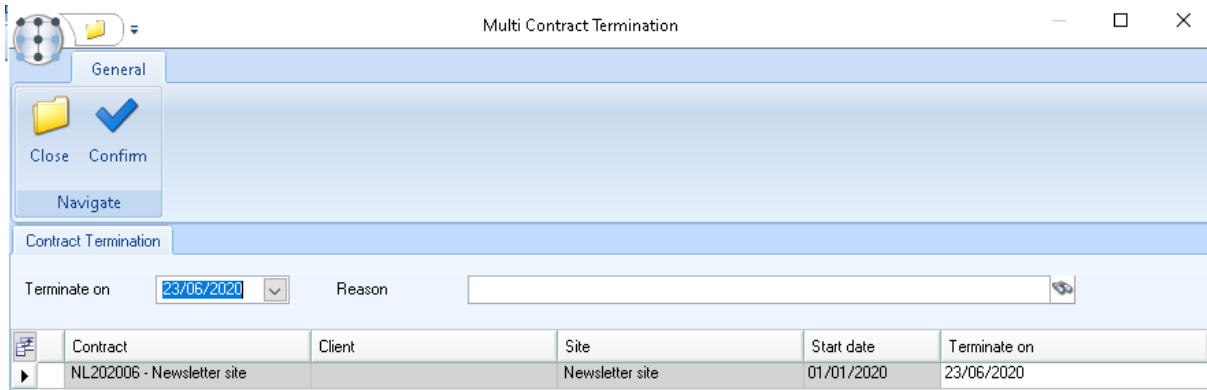 Multi Contract Termination
General
Close Confirm
Navigate
Contract Termination
Terminate on 23/06/2020 Reason
Contract Client Site Start date Terminate on
NL202006 - Newsletter site Newsletter site 01/01/2020 23/06/2020